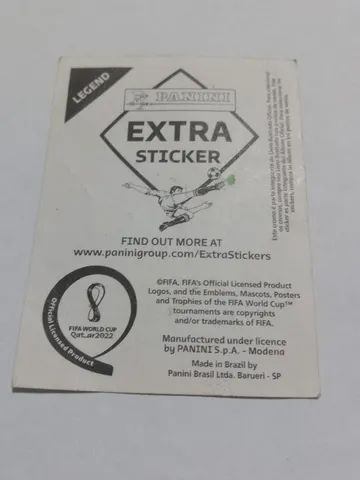 LEGEND
PANINI
EXTRA
STICKER
FIND OUT MORE AT
www.paninigroup.com/ExtraStickers
©FIFA, FIFA's Official Licensed Product
Logos, and the Emblems, Mascots, Posters
and Trophies of the FIFA World Cup™
tournaments are copyrights
and/or trademarks of FIFA.
Manufactured under licence
by PANINI S.p.A. - Modena
Made in Brazil by
Panini Brasil Ltda. Barueri - SP
FIFA WORLD CUP
Qatar2022
Official Licensed Product